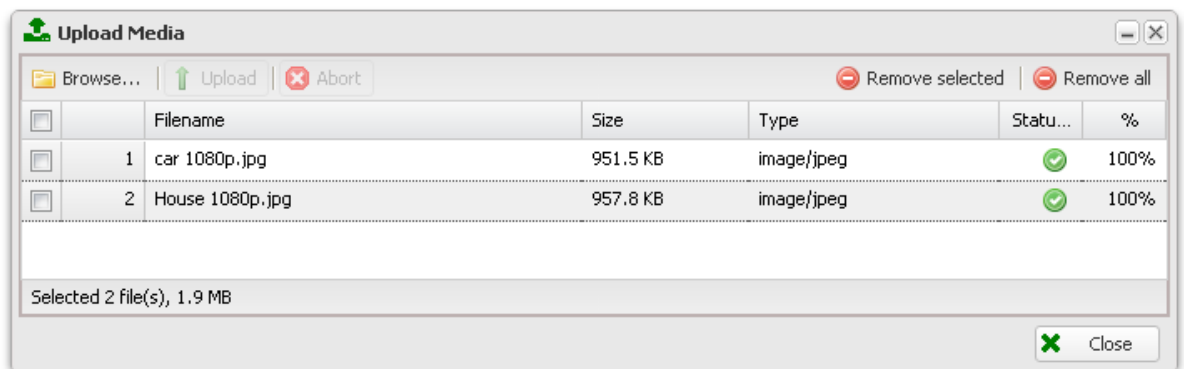 Upload Media
Browse... Upload Abort Remove selected Remove all
Filename Size Type Statu... %
1 car 1080p.jpg 951.5 KB image/jpeg 100%
2 House 1080p.jpg 957.8 KB image/jpeg 100%
Selected 2 file(s), 1.9 MB
Close